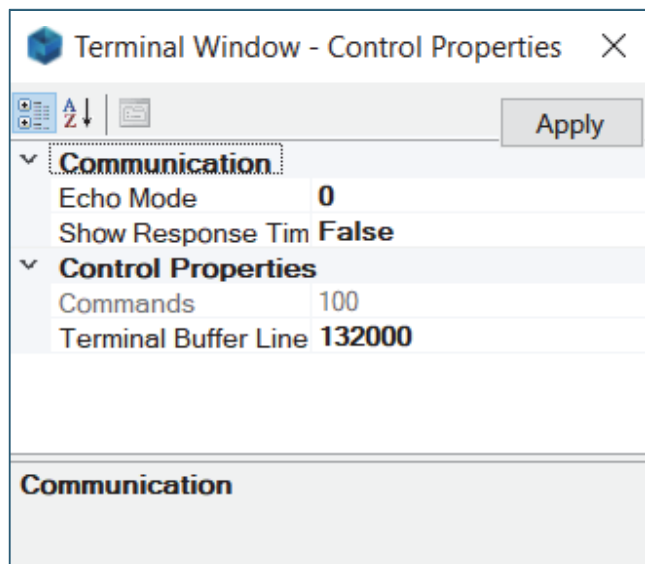 Terminal Window - Control Properties
Apply
Communication
Echo Mode 0
Show Response Tim False
Control Properties
Commands 100
Terminal Buffer Line 132000
Communication